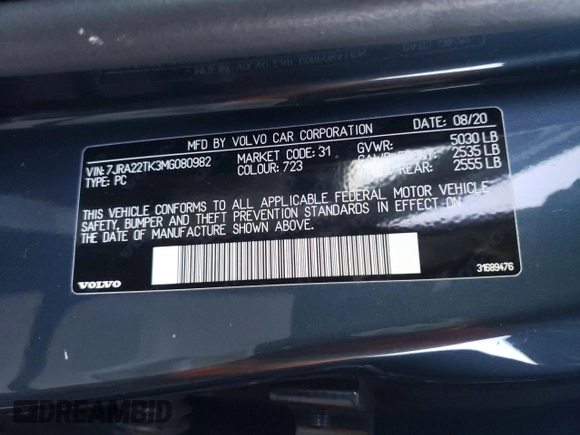 MFD BY VOLVO CAR CORPORATION DATE: 08/20
VIN: 7JRA22TK3MG080982 MARKET CODE: 31 GVWR: 5030 LB
TYPE: PC COLOUR: 723 2535 LB
REAR: 2555 LB
THIS VEHICLE CONFORMS TO ALL APPLICABLE FEDERAL MOTOR VEHICLE
SAFETY, BUMPER AND THEFT PREVENTION STANDARDS IN EFFECT ON
THE DATE OF MANUFACTURE SHOWN ABOVE.
VOLVO 31689476
DREAMBID